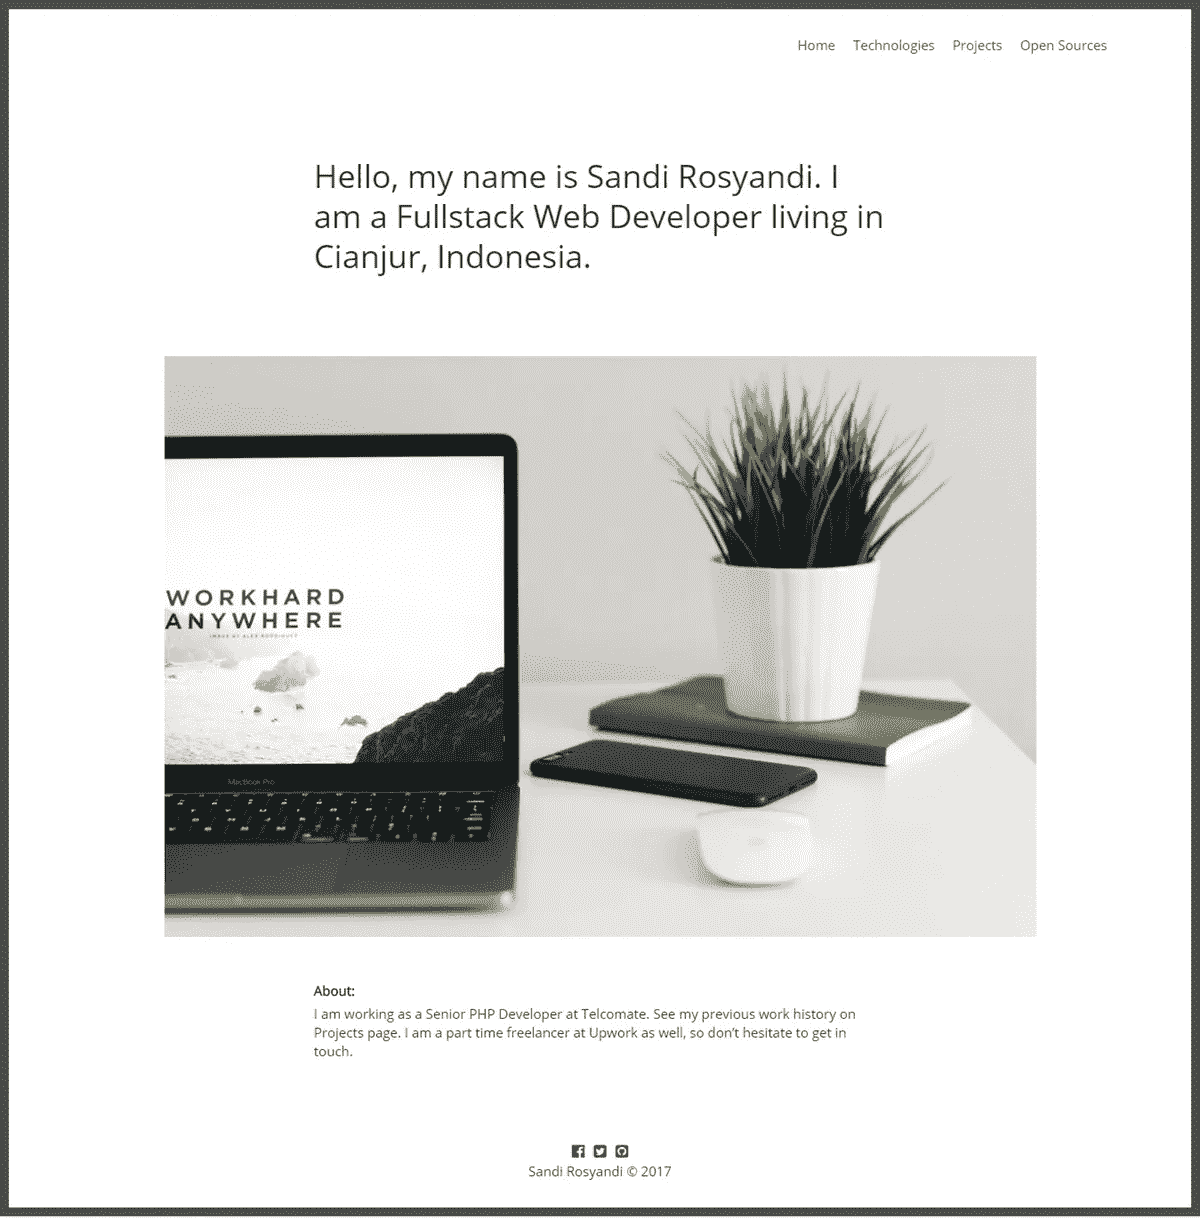 Home Technologies Projects Open Sources
Hello, my name is Sandi Rosyandi. I
am a Fullstack Web Developer living in
Cianjur, Indonesia.
WORKHARD
ANYWHERE
MacBook Pro
About:
I am working as a Senior PHP Developer at Telcomate. See my previous work history on
Projects page. I am a part time freelancer at Upwork as well, so don’t hesitate to get in
touch.
Sandi Rosyandi © 2017